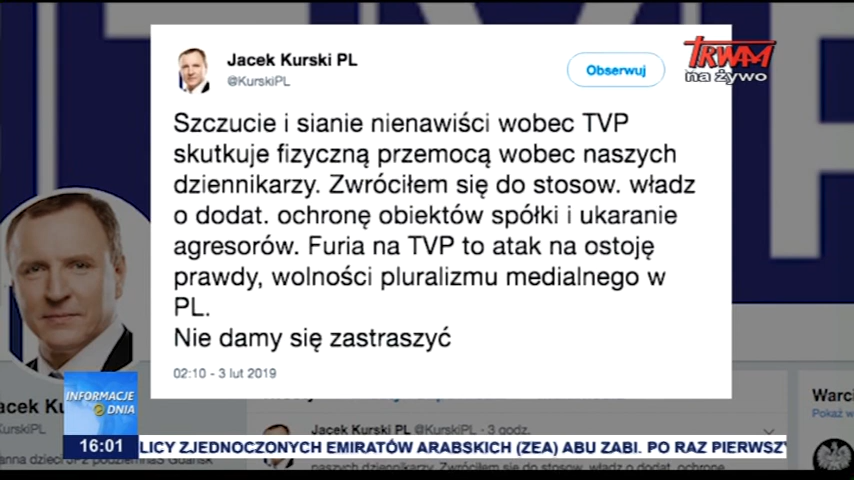 Jacek Kurski PL
@KurskiPL
Obserwuj
TRWAM
na żywo
Szczucie i sianie nienawiści wobec TVP
skutkuje fizyczną przemocą wobec naszych
dziennikarzy. Zwróciłem się do stosow. władz
o dodat. ochronę obiektów spółki i ukaranie
agresorów. Furia na TVP to atak na ostoję
prawdy, wolności pluralizmu medialnego w
PL.
Nie damy się zastraszyć
02:10 - 3 lut 2019
INFORMACJE
DNIA
acek Ku
KurskiPL
Jacek Kurski PL @KurskiPL - 3 godz.
Warci
Pokaż w
16:01
LICY ZJEDNOCZONYCH EMIRATÓW ARABSKICH (ZEA) ABU ZABI. PO RAZ PIERWSZY
naszych dziennikarzy. Zwróciłem się do stosow. władz o dodat. ochronę